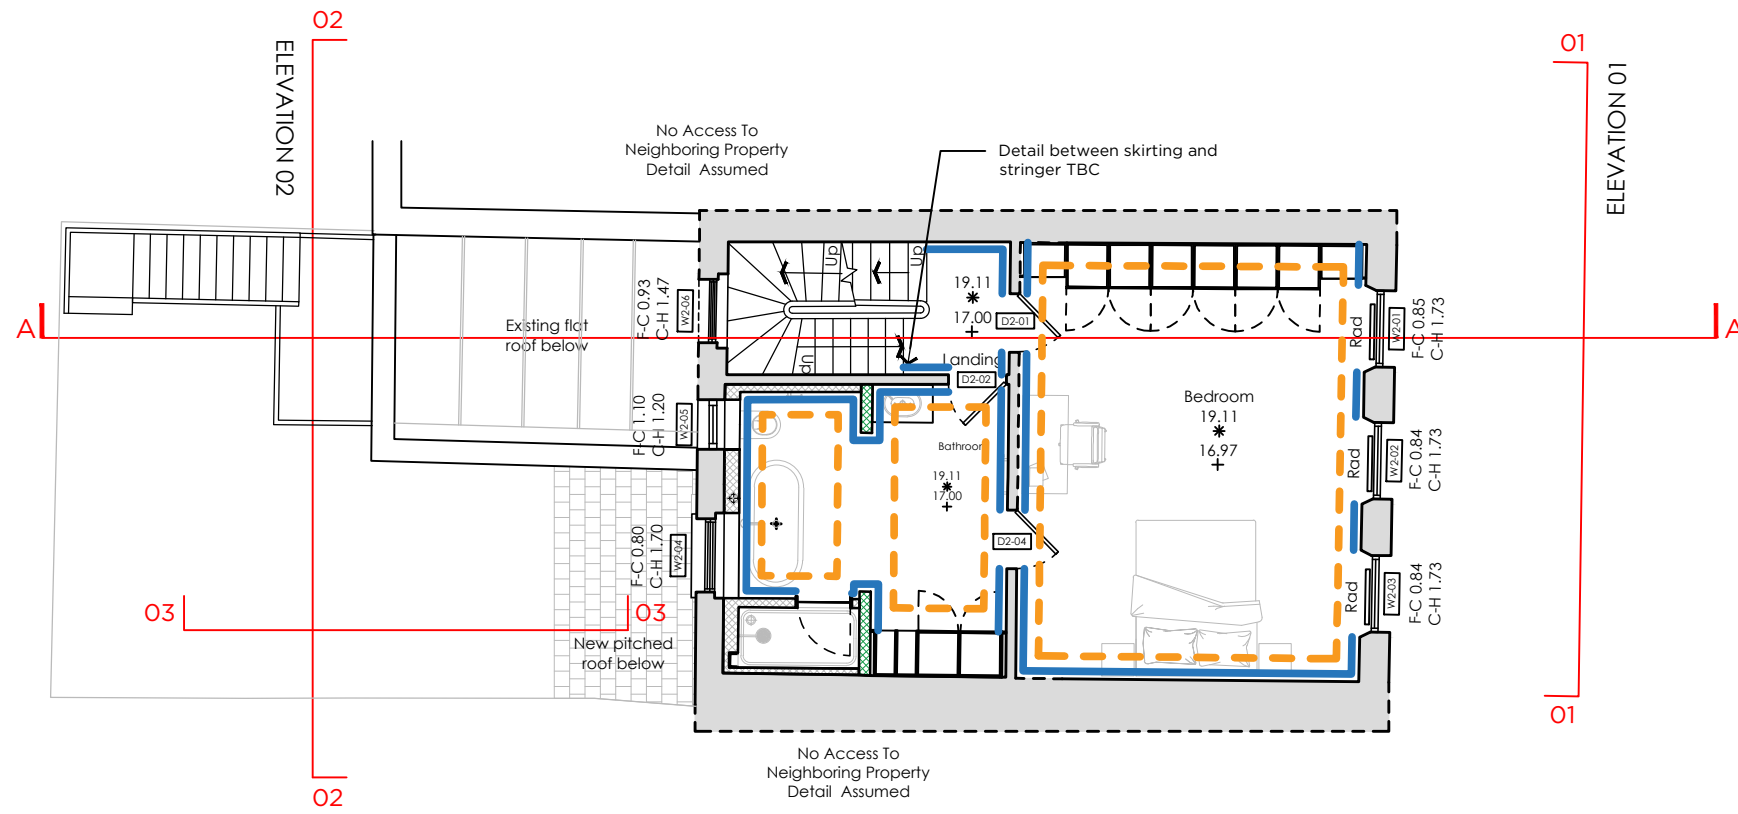 02
01
ELEVATION 02
ELEVATION 01
No Access To
Neighboring Property
Detail Assumed
Detail between skirting and
stringer TBC
Up
Up
19.11
17.00
D2-01
Landing
D2-02
dn
Existing flat
roof below
F-C 0.93
C-H 1.47
W2-06
A
A
Rad
W2-01
F-C 0.85
C-H 1.73
F-C 1.10
C-H 1.20
W2-05
Bedroom
19.11
16.97
Bathroom
19.11
17.00
Rad
W2-02
F-C 0.84
C-H 1.73
D2-04
F-C 0.80
C-H 1.70
W2-04
Rad
W2-03
F-C 0.84
C-H 1.73
03
03
New pitched
roof below
01
02
No Access To
Neighboring Property
Detail Assumed